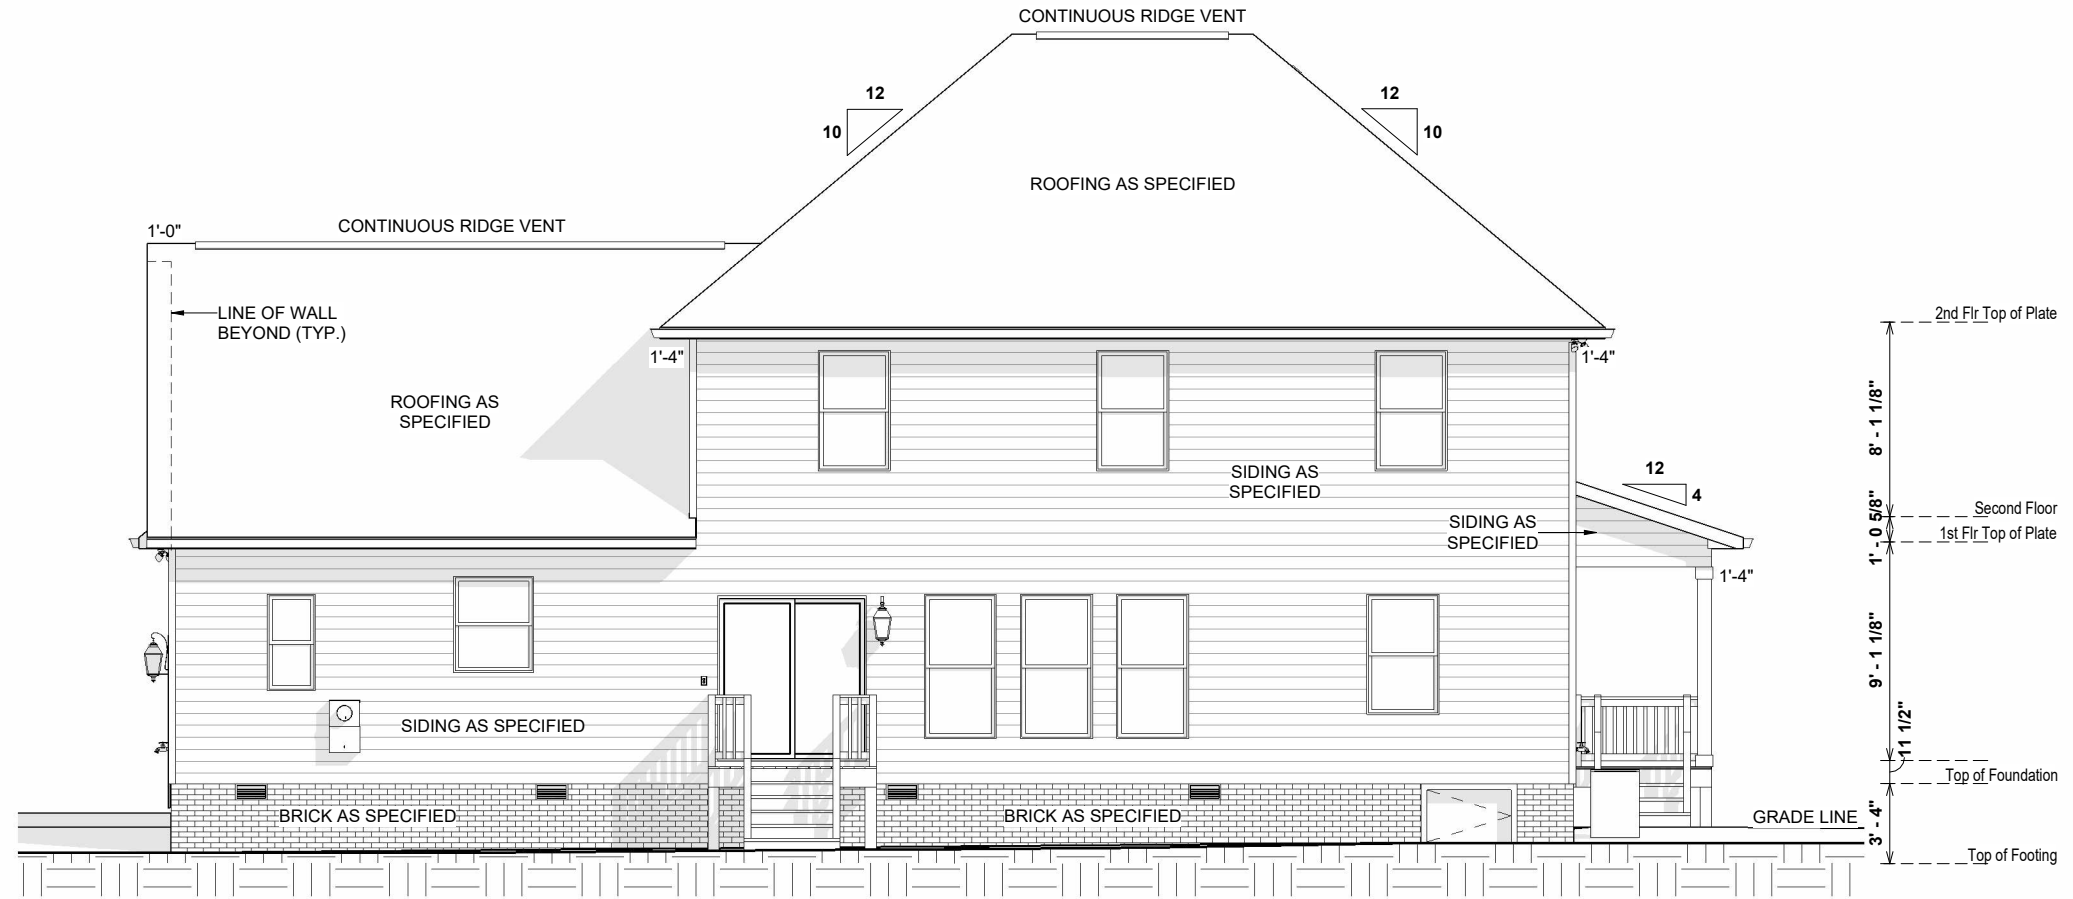 CONTINUOUS RIDGE VENT
12
10
12
10
ROOFING AS SPECIFIED
1'-0"
CONTINUOUS RIDGE VENT
LINE OF WALL
BEYOND (TYP.)
2nd Flr Top of Plate
1'-4"
1'-4"
ROOFING AS
SPECIFIED
8' - 1 1/8"
SIDING AS
SPECIFIED
12
4
Second Floor
SIDING AS
SPECIFIED
1' - 0 5/8"
1st Flr Top of Plate
1'-4"
9' - 1 1/8"
SIDING AS SPECIFIED
11 1/2"
Top of Foundation
BRICK AS SPECIFIED
BRICK AS SPECIFIED
GRADE LINE
3' - 4"
Top of Footing